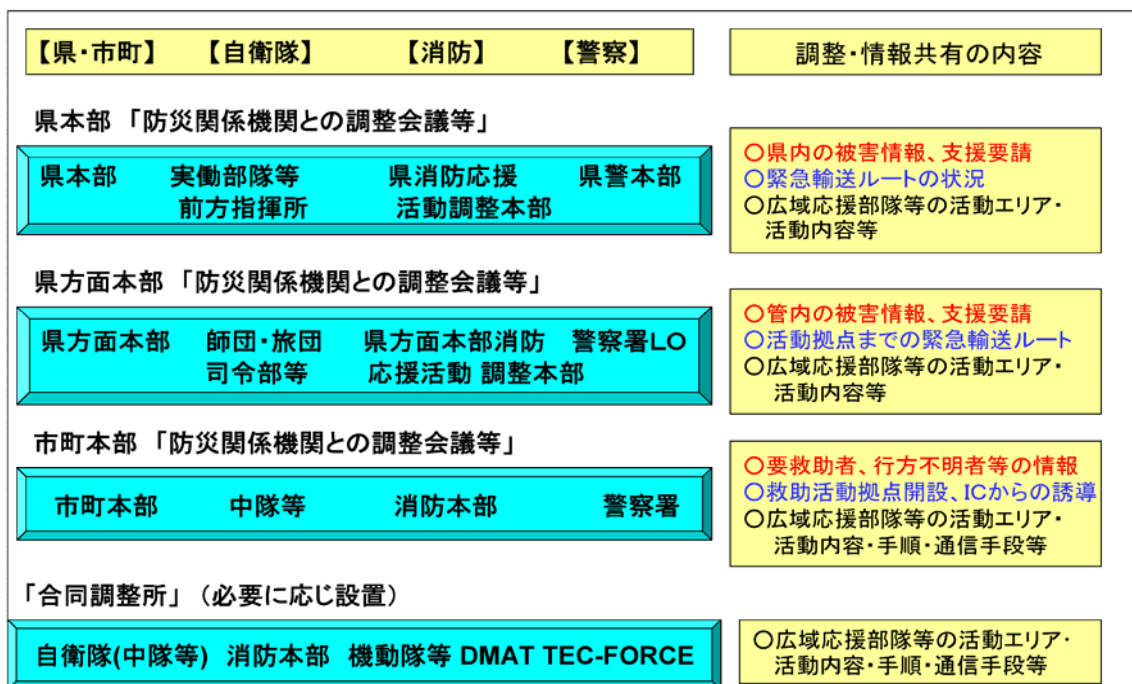 【県・市町】 【自衛隊】 【消防】 【警察】
調整・情報共有の内容
県本部 「防災関係機関との調整会議等」
県本部 実働部隊等 県消防応援 県警本部
前方指揮所 活動調整本部
○県内の被害情報、支援要請
○緊急輸送ルートの状況
○広域応援部隊等の活動エリア・
活動内容等
県方面本部 「防災関係機関との調整会議等」
県方面本部 師団・旅団 県方面本部消防 警察署LO
司令部等 応援活動 調整本部
○管内の被害情報、支援要請
○活動拠点までの緊急輸送ルート
○広域応援部隊等の活動エリア・
活動内容等
市町本部 「防災関係機関との調整会議等」
市町本部 中隊等 消防本部 警察署
○要救助者、行方不明者等の情報
○救助活動拠点開設、ICからの誘導
○広域応援部隊等の活動エリア・
活動内容・手順・通信手段等
「合同調整所」 (必要に応じ設置)
自衛隊(中隊等) 消防本部 機動隊等 DMAT TEC-FORCE
○広域応援部隊等の活動エリア・
活動内容・手順・通信手段等